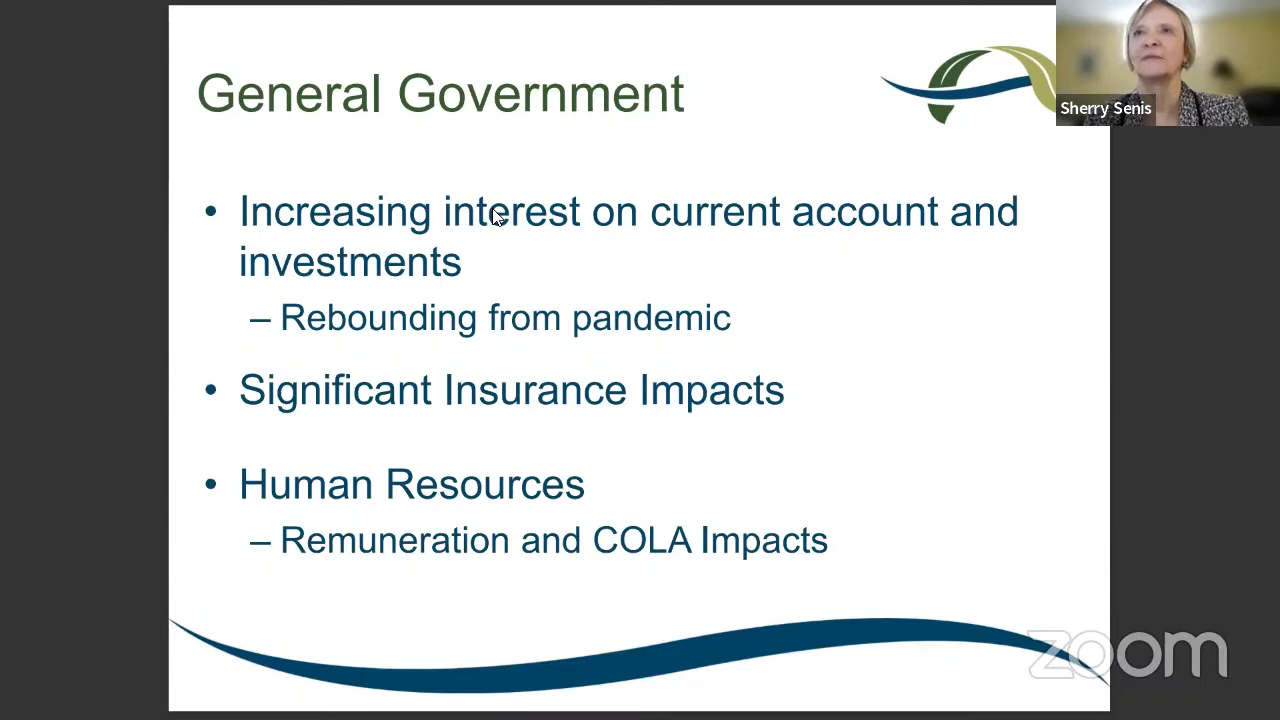 General Government
Sherry Senis
• Increasing interest on current account and
investments
– Rebounding from pandemic
• Significant Insurance Impacts
• Human Resources
– Remuneration and COLA Impacts
zoom